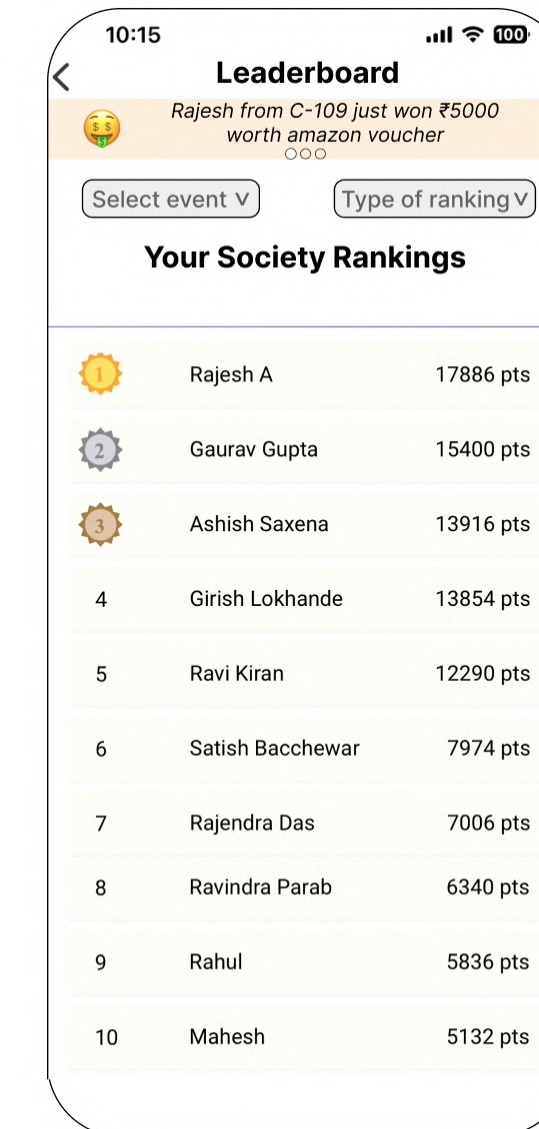 10:15
100
Leaderboard
Rajesh from C-109 just won ₹5000
worth amazon voucher
Select event
Type of ranking
Your Society Rankings
1 Rajesh A 17886 pts
2 Gaurav Gupta 15400 pts
3 Ashish Saxena 13916 pts
4 Girish Lokhande 13854 pts
5 Ravi Kiran 12290 pts
6 Satish Bacchewar 7974 pts
7 Rajendra Das 7006 pts
8 Ravindra Parab 6340 pts
9 Rahul 5836 pts
10 Mahesh 5132 pts